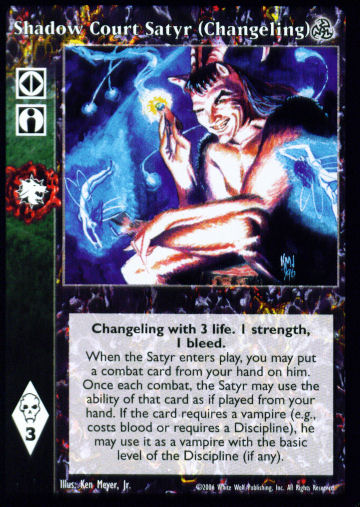 Shadow Court Satyr (Changeling)
KMJ
96
Changeling with 3 life. 1 strength,
1 bleed.
When the Satyr enters play, you may put
a combat card from your hand on him.
Once each combat, the Satyr may use the
ability of that card as if played from your
hand. If the card requires a vampire (e.g.,
costs blood or requires a Discipline), he
may use it as a vampire with the basic
level of the Discipline (if any).
3
Illus: Ken Meyer, Jr.
©2006 White Wolf Publishing, Inc. All Rights Reserved.